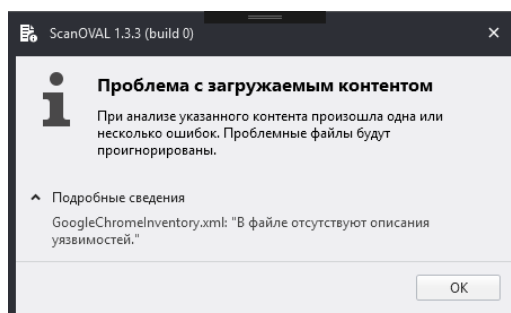 ScanOVAL 1.3.3 (build 0)
Проблема с загружаемым контентом
При анализе указанного контента произошла одна или
несколько ошибок. Проблемные файлы будут
проигнорированы.
Подробные сведения
GoogleChromeInventory.xml: "В файле отсутствуют описания
уязвимостей."
OK